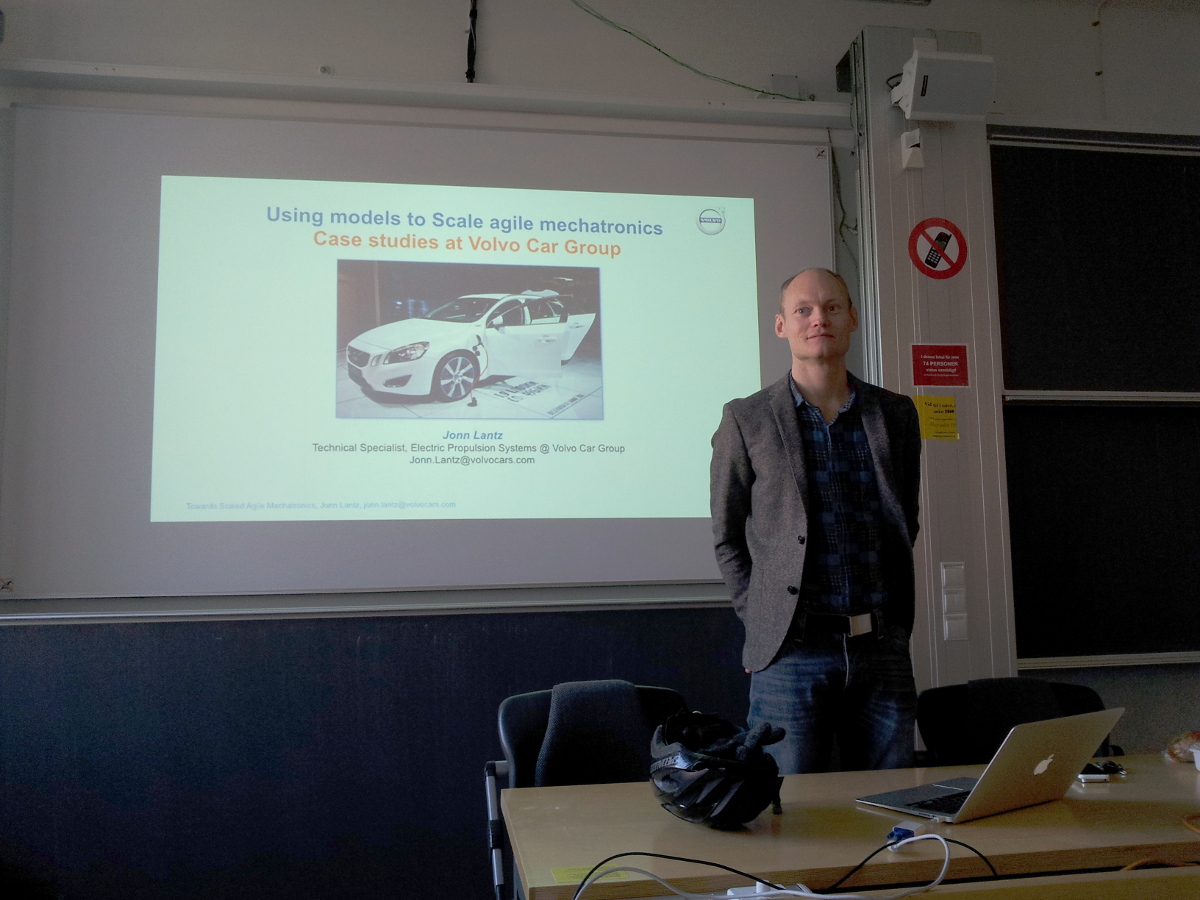 Using models to Scale agile mechatronics
Case studies at Volvo Car Group
VOLVO
Jonn Lantz
Technical Specialist, Electric Propulsion Systems @ Volvo Car Group
Jonn.Lantz@volvocars.com
Towards Scaled Agile Mechatronics, Jonn Lantz, jonn.lantz@volvocars.com
74 PERSONER